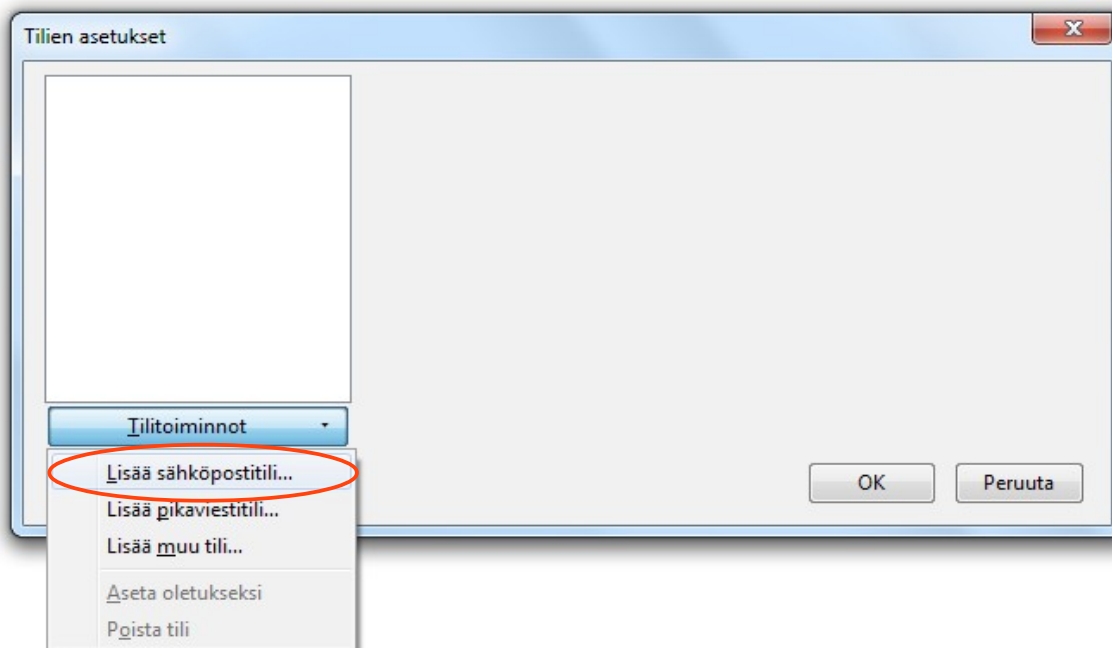 Tilien asetukset
Tilitoiminnot
Lisää sähköpostitili...
Lisää pikaviestitili...
Lisää muu tili...
Aseta oletukseksi
Poista tili
OK
Peruuta